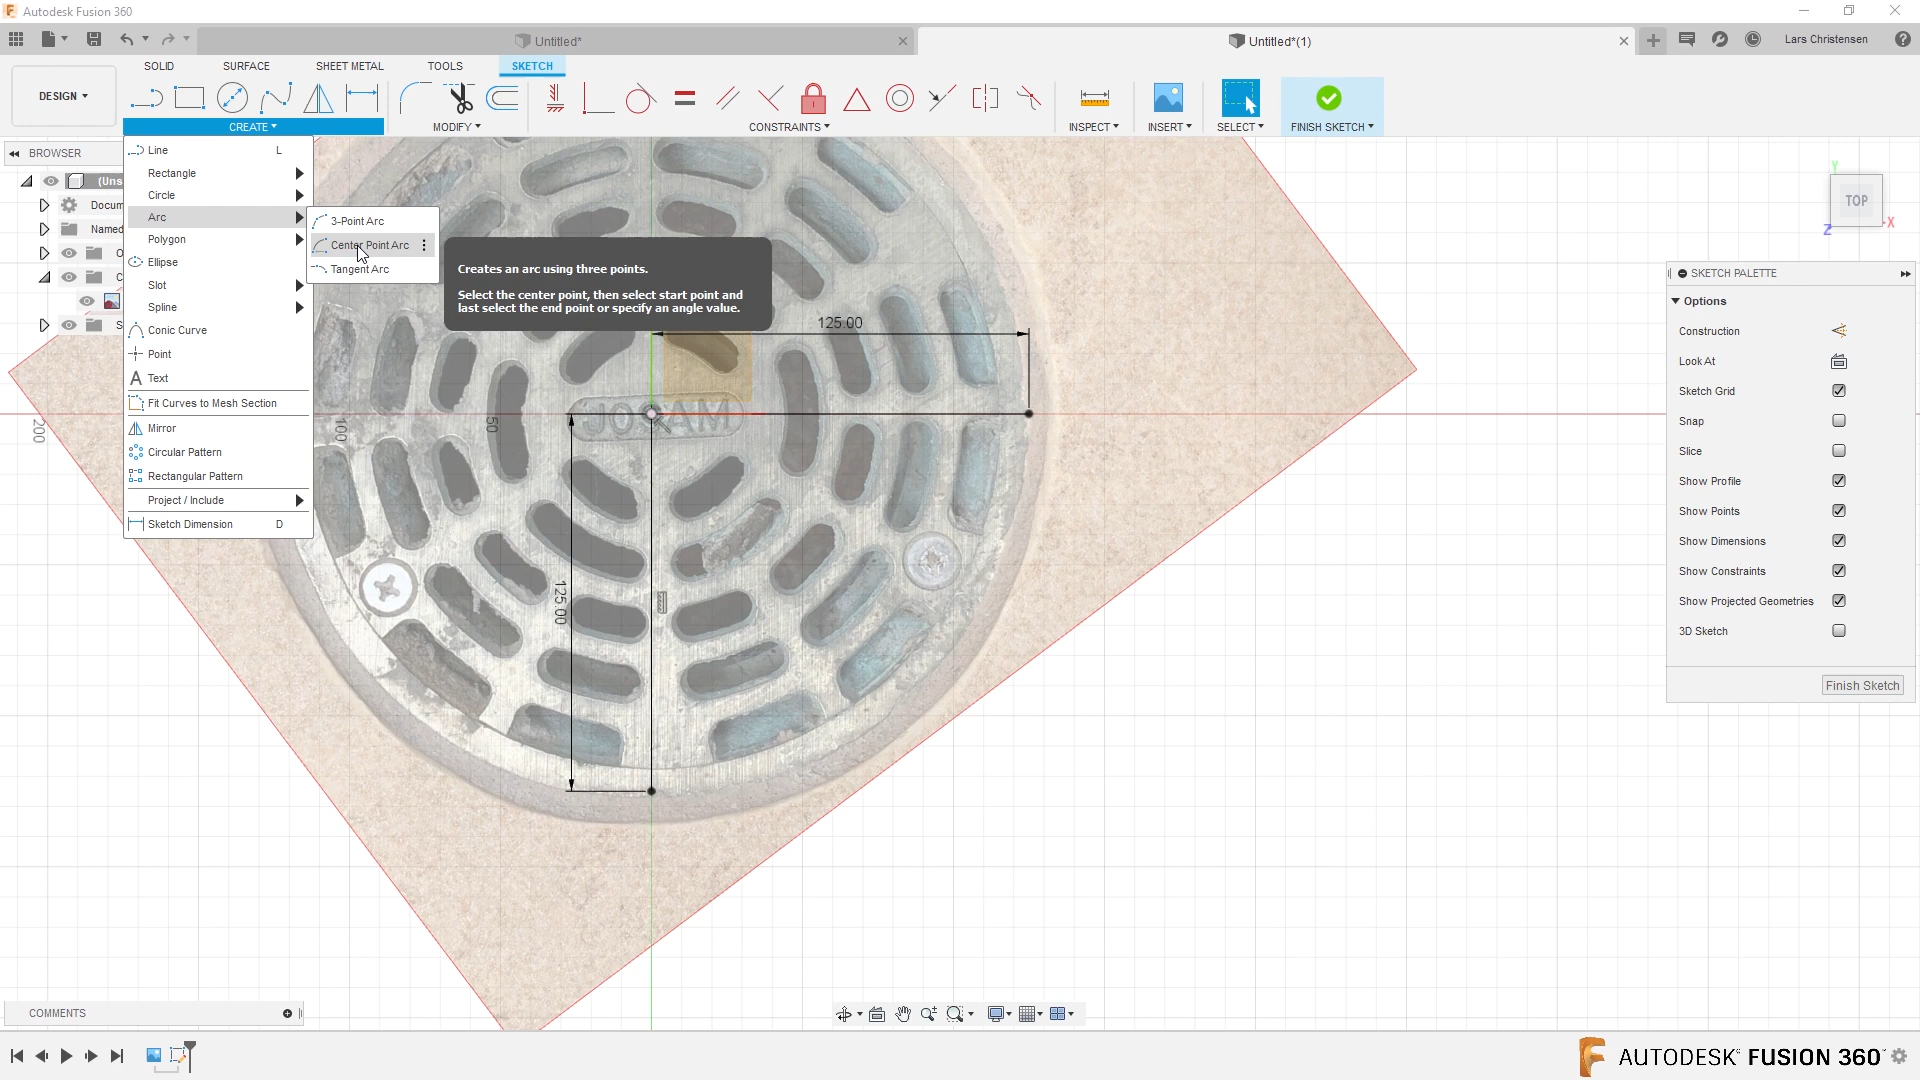 Autodesk Fusion 360
Untitled*
Untitled*(1)
Lars Christensen
SOLID
SURFACE
SHEET METAL
TOOLS
SKETCH
DESIGN
CREATE
MODIFY
CONSTRAINTS
INSPECT
INSERT
SELECT
FINISH SKETCH
BROWSER
(Uns
Docum
Named
O
C
S
Line L
Rectangle
Circle
Arc
Polygon
Ellipse
Slot
Spline
Conic Curve
Point
Text
Fit Curves to Mesh Section
Mirror
Circular Pattern
Rectangular Pattern
Project / Include
Sketch Dimension D
3-Point Arc
Center Point Arc
Tangent Arc
Creates an arc using three points.
Select the center point, then select start point and
last select the end point or specify an angle value.
125.00
JOSAM
200
100
50
125.00
Y
TOP
X
Z
SKETCH PALETTE
Options
Construction
Look At
Sketch Grid
Snap
Slice
Show Profile
Show Points
Show Dimensions
Show Constraints
Show Projected Geometries
3D Sketch
Finish Sketch
COMMENTS
AUTODESK FUSION 360